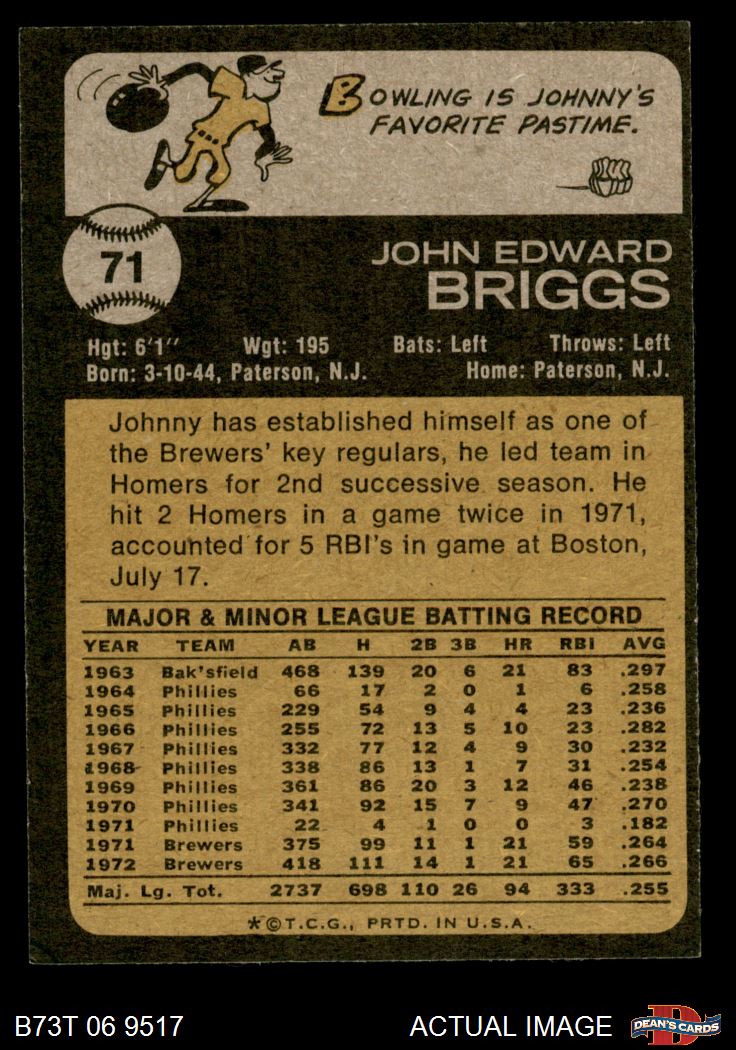 BOWLING IS JOHNNY'S
FAVORITE PASTIME.
71
JOHN EDWARD
BRIGGS
Hgt: 6'1" Wgt: 195 Bats: Left Throws: Left
Born: 3-10-44, Paterson, N.J. Home: Paterson, N.J.
Johnny has established himself as one of
the Brewers' key regulars, he led team in
Homers for 2nd successive season. He
hit 2 Homers in a game twice in 1971,
accounted for 5 RBI's in game at Boston,
July 17.
MAJOR & MINOR LEAGUE BATTING RECORD
YEAR TEAM AB H 2B 3B HR RBI AVG
1963 Bak'sfield 468 139 20 6 21 83 .297
1964 Phillies 66 17 2 0 1 6 .258
1965 Phillies 229 54 9 4 4 23 .236
1966 Phillies 255 72 13 5 10 23 .282
1967 Phillies 332 77 12 4 9 30 .232
1968 Phillies 338 86 13 1 7 31 .254
1969 Phillies 361 86 20 3 12 46 .238
1970 Phillies 341 92 15 7 9 47 .270
1971 Phillies 22 4 1 0 0 3 .182
1971 Brewers 375 99 11 1 21 59 .264
1972 Brewers 418 111 14 1 21 65 .266
Maj. Lg. Tot. 2737 698 110 26 94 333 .255
*©T.C.G., PRTD. IN U.S.A.
B73T 06 9517 ACTUAL IMAGE D DEAN'S CARDS